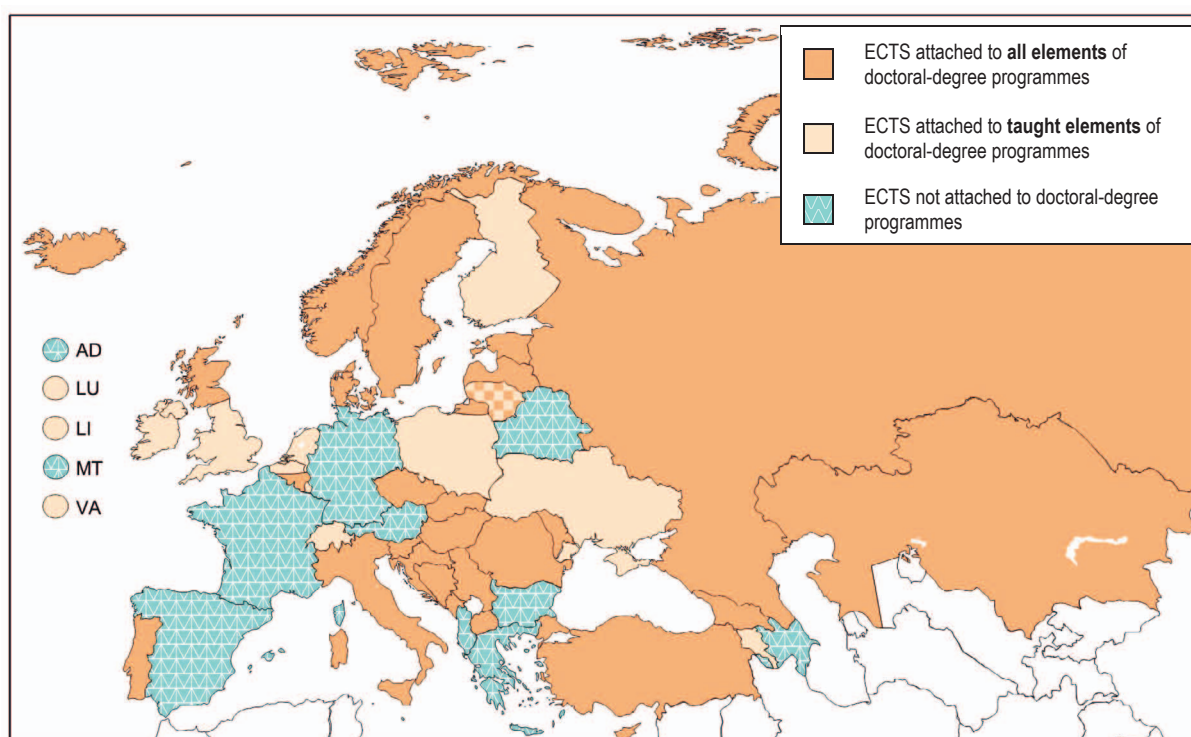 ECTS attached to all elements of
doctoral-degree programmes
ECTS attached to taught elements of
doctoral-degree programmes
ECTS not attached to doctoral-degree
programmes
AD
LU
LI
MT
VA